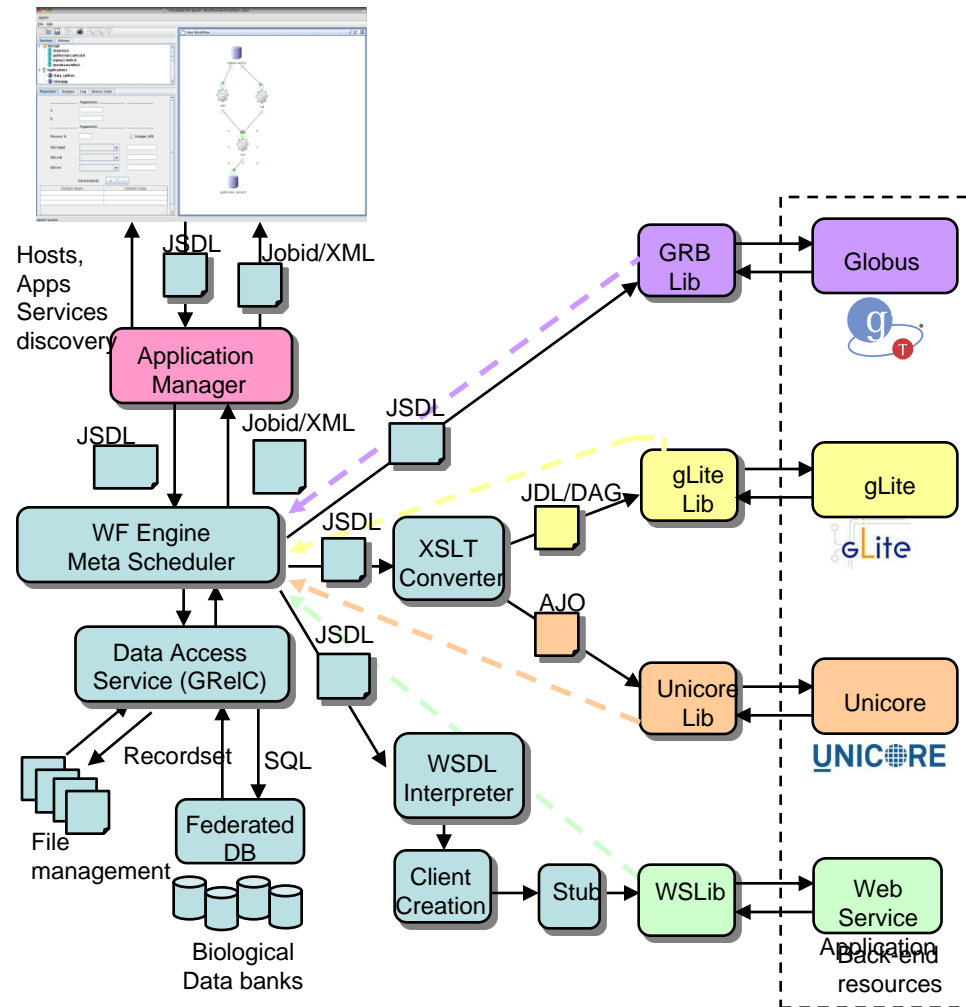 New Workflow
Applications
Hosts,
Apps
Services
discovery
JSDL
Jobid/XML
Application
Manager
JSDL
Jobid/XML
WF Engine
Meta Scheduler
Data Access
Service (GRelC)
Recordset
SQL
File
management
Federated
DB
Biological
Data banks
JSDL
JSDL
JSDL
XSLT
Converter
JDL/DAG
AJO
WSDL
Interpreter
Client
Creation
Stub
GRB
Lib
gLite
Lib
Unicore
Lib
WSLib
Globus
g
T
gLite
gLite
Unicore
UNICORE
Web
Service
Application
Back-end
resources